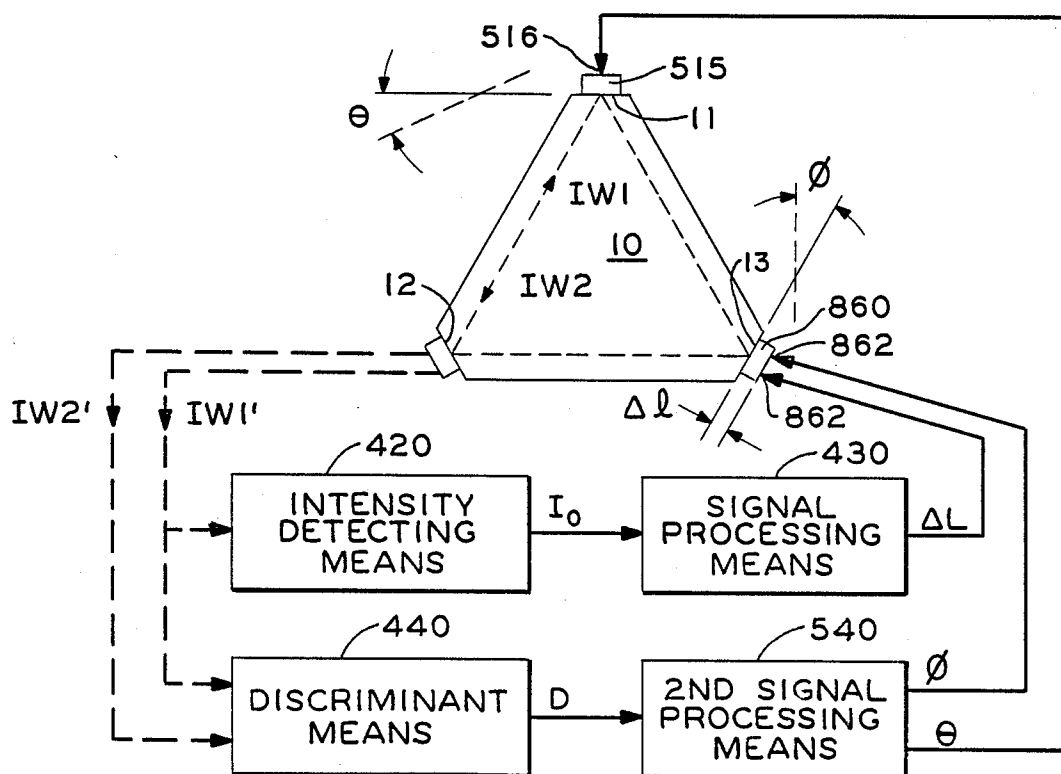 516
515
11
θ
ø
IW1
10
IW2
13
12
860
862
862
Δℓ
IW2'
IW1'
420
430
INTENSITY
DETECTING
MEANS
I₀
SIGNAL
PROCESSING
MEANS
ΔL
440
540
DISCRIMINANT
MEANS
D
2ND SIGNAL
PROCESSING
MEANS
ø
θ